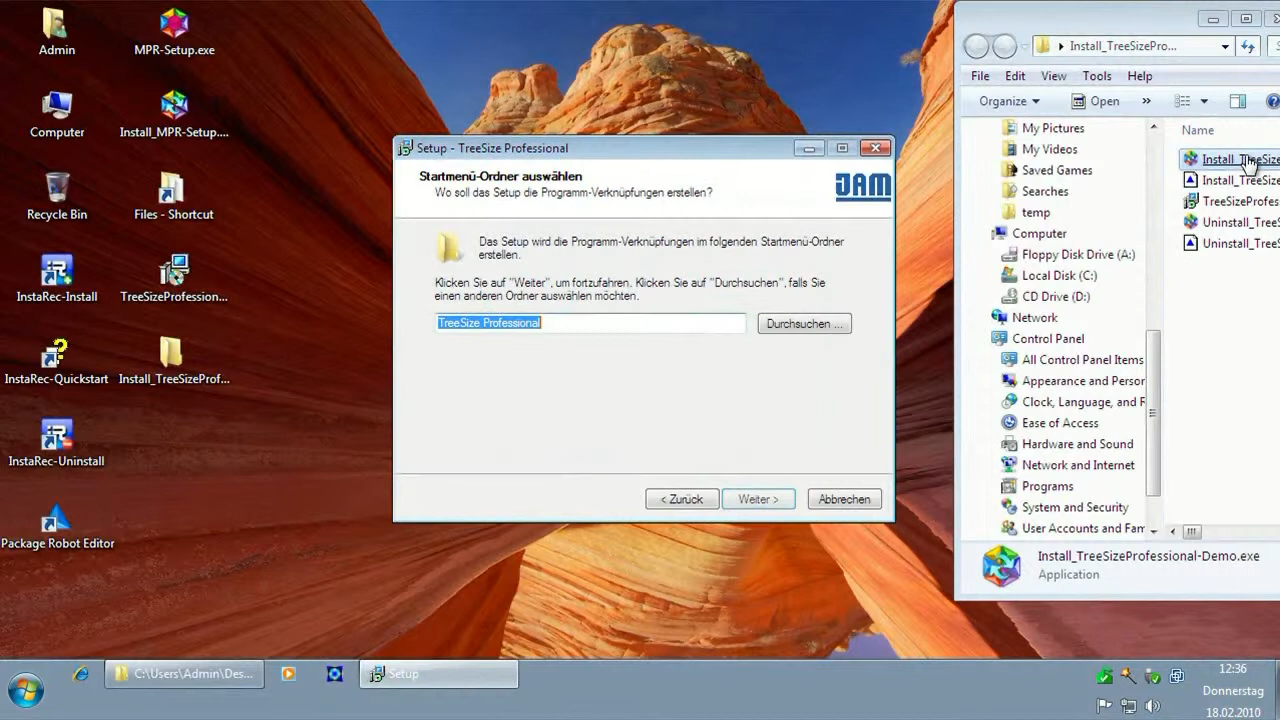 Admin
MPR-Setup.exe
Computer
Install_MPR-Setup....
Recycle Bin
Files - Shortcut
InstaRec-Install
TreeSizeProfession...
InstaRec-Quickstart
Install_TreeSizeProf...
InstaRec-Uninstall
Package Robot Editor
Setup - TreeSize Professional
Startmenü-Ordner auswählen
Wo soll das Setup die Programm-Verknüpfungen erstellen?
JAM
Das Setup wird die Programm-Verknüpfungen im folgenden Startmenü-Ordner
erstellen.
Klicken Sie auf "Weiter", um fortzufahren. Klicken Sie auf "Durchsuchen", falls Sie
einen anderen Ordner auswählen möchten.
TreeSize Professional
Durchsuchen ...
< Zurück
Weiter >
Abbrechen
Install_TreeSizePro...
File Edit View Tools Help
Organize
Open
»
My Pictures
My Videos
Saved Games
Searches
temp
Computer
Floppy Disk Drive (A:)
Local Disk (C:)
CD Drive (D:)
Network
Control Panel
All Control Panel Items
Appearance and Person
Clock, Language, and R
Ease of Access
Hardware and Sound
Network and Internet
Programs
System and Security
User Accounts and Fam
Name
Install_TreeSize
Install_TreeSize
TreeSizeProfes
Uninstall_TreeS
Uninstall_TreeS
Install_TreeSizeProfessional-Demo.exe
Application
C:\Users\Admin\Des...
Setup
12:36
Donnerstag
18.02.2010